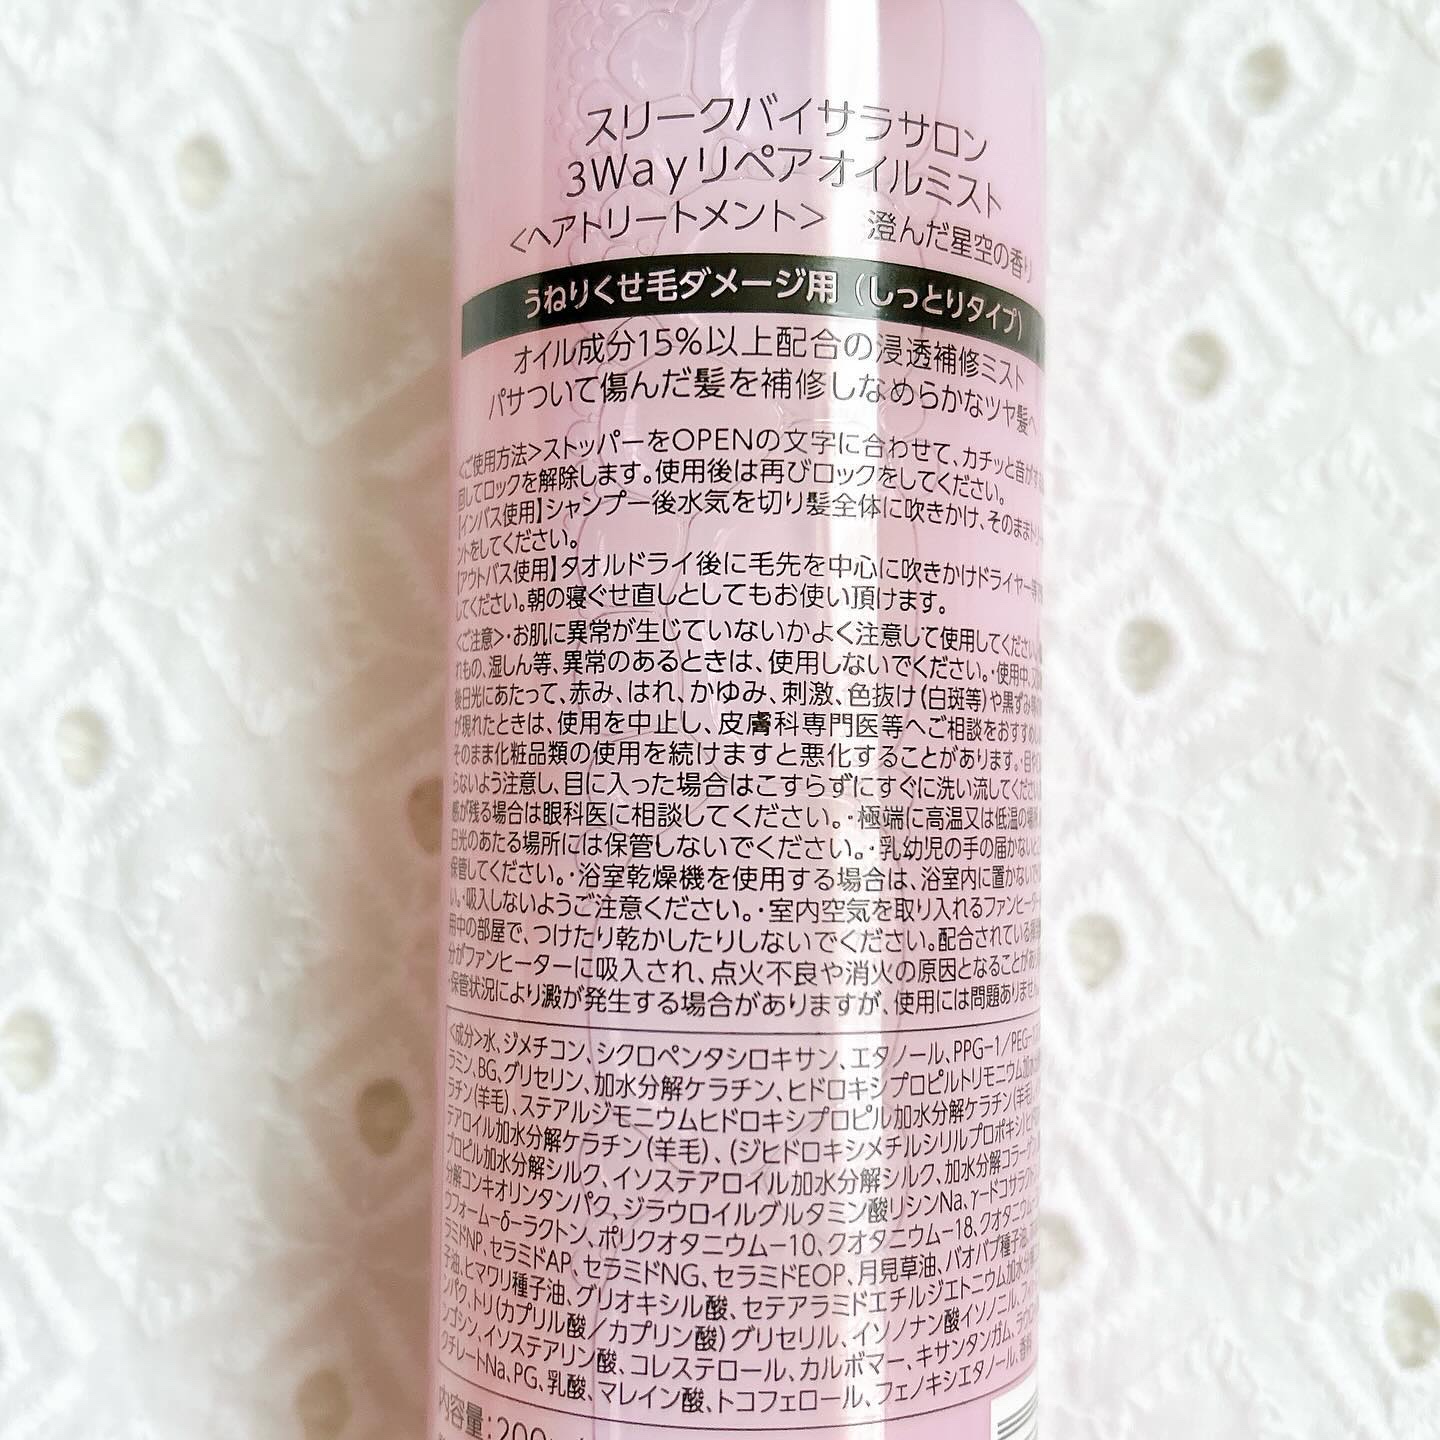 スリークバイサラサロン
3Wayリペアオイルミスト
<ヘアトリートメント> 澄んだ星空の香り
うねりくせ毛ダメージ用(しっとりタイプ)
オイル成分15%以上配合の浸透補修ミスト
パサついて傷んだ髪を補修しなめらかなツヤ髪へ
<ご使用方法>ストッパーをOPENの文字に合わせて、カチッと音がする
回してロックを解除します。使用後は再びロックをしてください。
【インバス使用】シャンプー後水気を切り髪全体に吹きかけ、そのままトリー
ントをしてください。
【アウトバス使用】タオルドライ後に毛先を中心に吹きかけドライヤー等で
してください。朝の寝ぐせ直しとしてもお使い頂けます。
<ご注意>・お肌に異常が生じていないかよく注意して使用してください。
れもの、湿しん等、異常のあるときは、使用しないでください。・使用中、
後日光にあたって、赤み、はれ、かゆみ、刺激、色抜け(白斑等)や黒ずみ等の
が現れたときは、使用を中止し、皮膚科専門医等へご相談をおすすめし
そのまま化粧品類の使用を続けますと悪化することがあります。・目や
らないよう注意し、目に入った場合はこすらずにすぐに洗い流してください。
感が残る場合は眼科医に相談してください。・極端に高温又は低温の場所
日光のあたる場所には保管しないでください。・乳幼児の手の届かない
保管してください。・浴室乾燥機を使用する場合は、浴室内に置かない
い。・吸入しないようご注意ください。・室内空気を取り入れるファンヒーター
用中の部屋で、つけたり乾かしたりしないでください。配合されている
分がファンヒーターに吸入され、点火不良や消火の原因となることがあ
・保管状況により澱が発生する場合がありますが、使用には問題ありません
<成分>水、ジメチコン、シクロペンタシロキサン、エタノール、PPG-1/PEG-
ラミン、BG、グリセリン、加水分解ケラチン、ヒドロキシプロピルトリモニウム加水分解
ラチン(羊毛)、ステアルジモニウムヒドロキシプロピル加水分解ケラチン(羊毛)、
テアロイル加水分解ケラチン(羊毛)、(ジヒドロキシメチルシリルプロポキシ)ヒドロキシ
プロピル加水分解シルク、イソステアロイル加水分解シルク、加水分解コラーゲン、
分解コンキオリンタンパク、ジラウロイルグルタミン酸リシンNa、γ-ドコサラクトン、
ウフォーム-δ-ラクトン、ポリクオタニウム-10、クオタニウム-18、クオタニウム-
ラミドNP、セラミドAP、セラミドNG、セラミドEOP、月見草油、バオバブ種子油、
子油、ヒマワリ種子油、グリオキシル酸、セテアラミドエチルジエトニウム加水分解
ンパク、トリ(カプリル酸/カプリン酸)グリセリル、イソノナン酸イソノニル、
ンゴシン、イソステアリン酸、コレステロール、カルボマー、キサンタンガム、
クチレートNa、PG、乳酸、マレイン酸、トコフェロール、フェノキシエタノール、香料
内容量:200